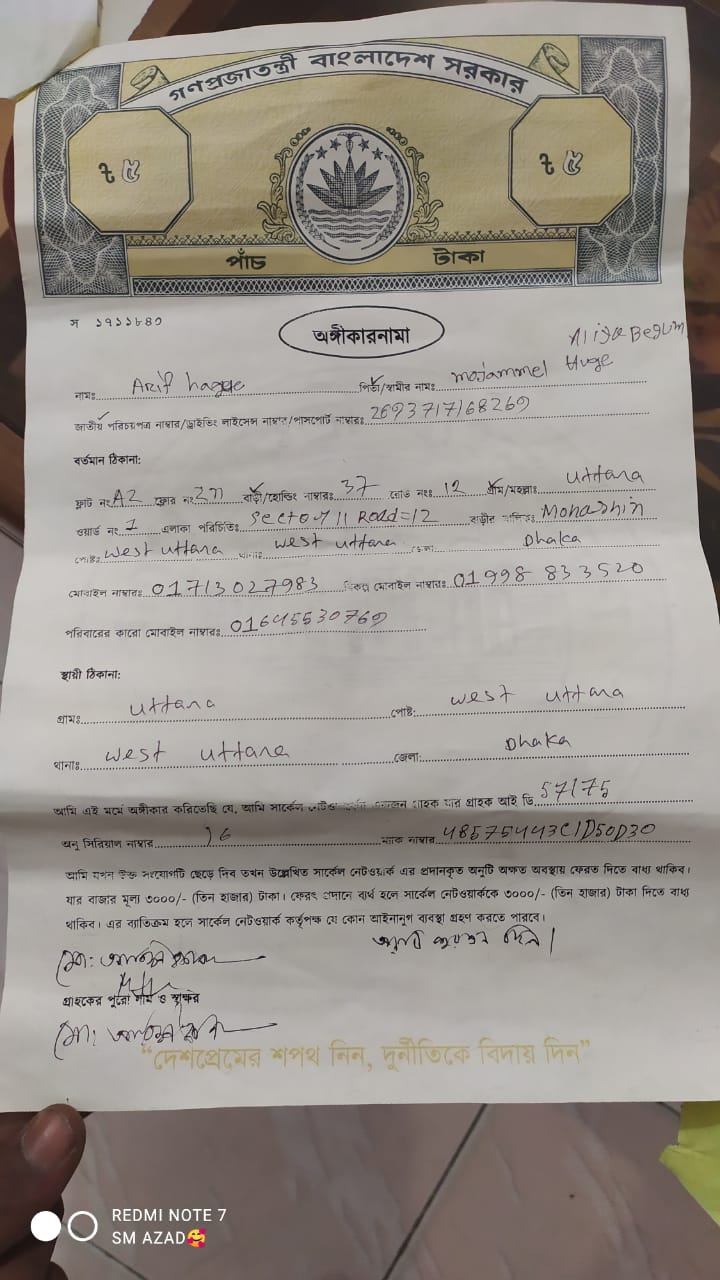 গণপ্রজাতন্ত্রী বাংলাদেশ সরকার
৳ ৫ ৳ ৫
পাঁচ টাকা
স ১৭১১৮৪৩
অঙ্গীকারনামা
Aliya Begum
নামঃ Arif haque পিতা/স্বামীর নামঃ mojammel Huge
জাতীয় পরিচয়পত্র নাম্বার/ড্রাইভিং লাইসেন্স নাম্বার/পাসপোর্ট নাম্বারঃ 2693717168269
বর্তমান ঠিকানা:
ফ্লাট নং A2 ফ্লোর নং বাড়ী/হোল্ডিং নাম্বারঃ 37 রোড নংঃ 12 গ্রাম/মহল্লাঃ uttara
ওয়ার্ড নং 1 এলাকা পরিচিতিঃ Sector 11 Road=12 বাড়ীর Mohashin
পোষ্টঃ west uttara থানাঃ west uttara জেলা Dhaka
মোবাইল নাম্বারঃ 01713027983 বিকল্প মোবাইল নাম্বারঃ 01998 833520
পরিবারের কারো মোবাইল নাম্বারঃ 01645530769
স্থায়ী ঠিকানা:
গ্রামঃ uttara পোষ্ট: west uttara
থানাঃ west uttara জেলা: Dhaka
আমি এই মর্মে অঙ্গীকার করিতেছি যে, আমি সার্কেল গ্রাহক যার গ্রাহক আই ডি 57175
অনু সিরিয়াল নাম্বার 16 ম্যাক নাম্বার 48575443C1D50D30
আমি যখন উক্ত সংযোগটি ছেড়ে দিব তখন উল্লেখিত সার্কেল নেটওয়ার্ক এর প্রদানকৃত অনুটি অক্ষত অবস্থায় ফেরত দিতে বাধ্য থাকিব।
যার বাজার মূল্য ৩০০০/- (তিন হাজার) টাকা। ফেরৎ প্রদানে ব্যর্থ হলে সার্কেল নেটওয়ার্ককে ৩০০০/- (তিন হাজার) টাকা দিতে বাধ্য
থাকিব। এর ব্যতিক্রম হলে সার্কেল নেটওয়ার্ক কর্তৃপক্ষ যে কোন আইনানুগ ব্যবস্থা গ্রহণ করতে পারবে।
মো:
গ্রাহকের পুরো নাম ও স্বাক্ষর
মো:
“দেশপ্রেমের শপথ নিন, দুর্নীতিকে বিদায় দিন”
REDMI NOTE 7
SM AZAD🥰